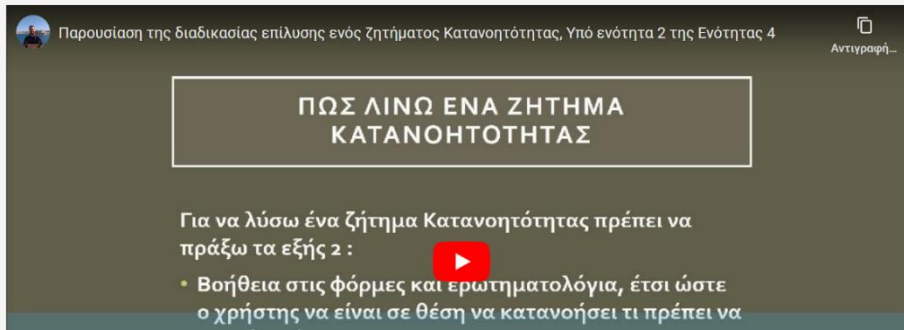 Παρουσίαση της διαδικασίας επίλυσης ενός ζητήματος Κατανοητότητας, Υπό ενότητα 2 της Ενότητας 4
Αντιγραφή...
ΠΩΣ ΛΙΝΩ ΕΝΑ ΖΗΤΗΜΑ
ΚΑΤΑΝΟΗΤΟΤΗΤΑΣ
Για να λύσω ένα ζήτημα Κατανοητότητας πρέπει να
πράξω τα εξής 2 :
• Βοήθεια στις φόρμες και ερωτηματολόγια, έτσι ώστε
ο χρήστης να είναι σε θέση να κατανοήσει τι πρέπει να